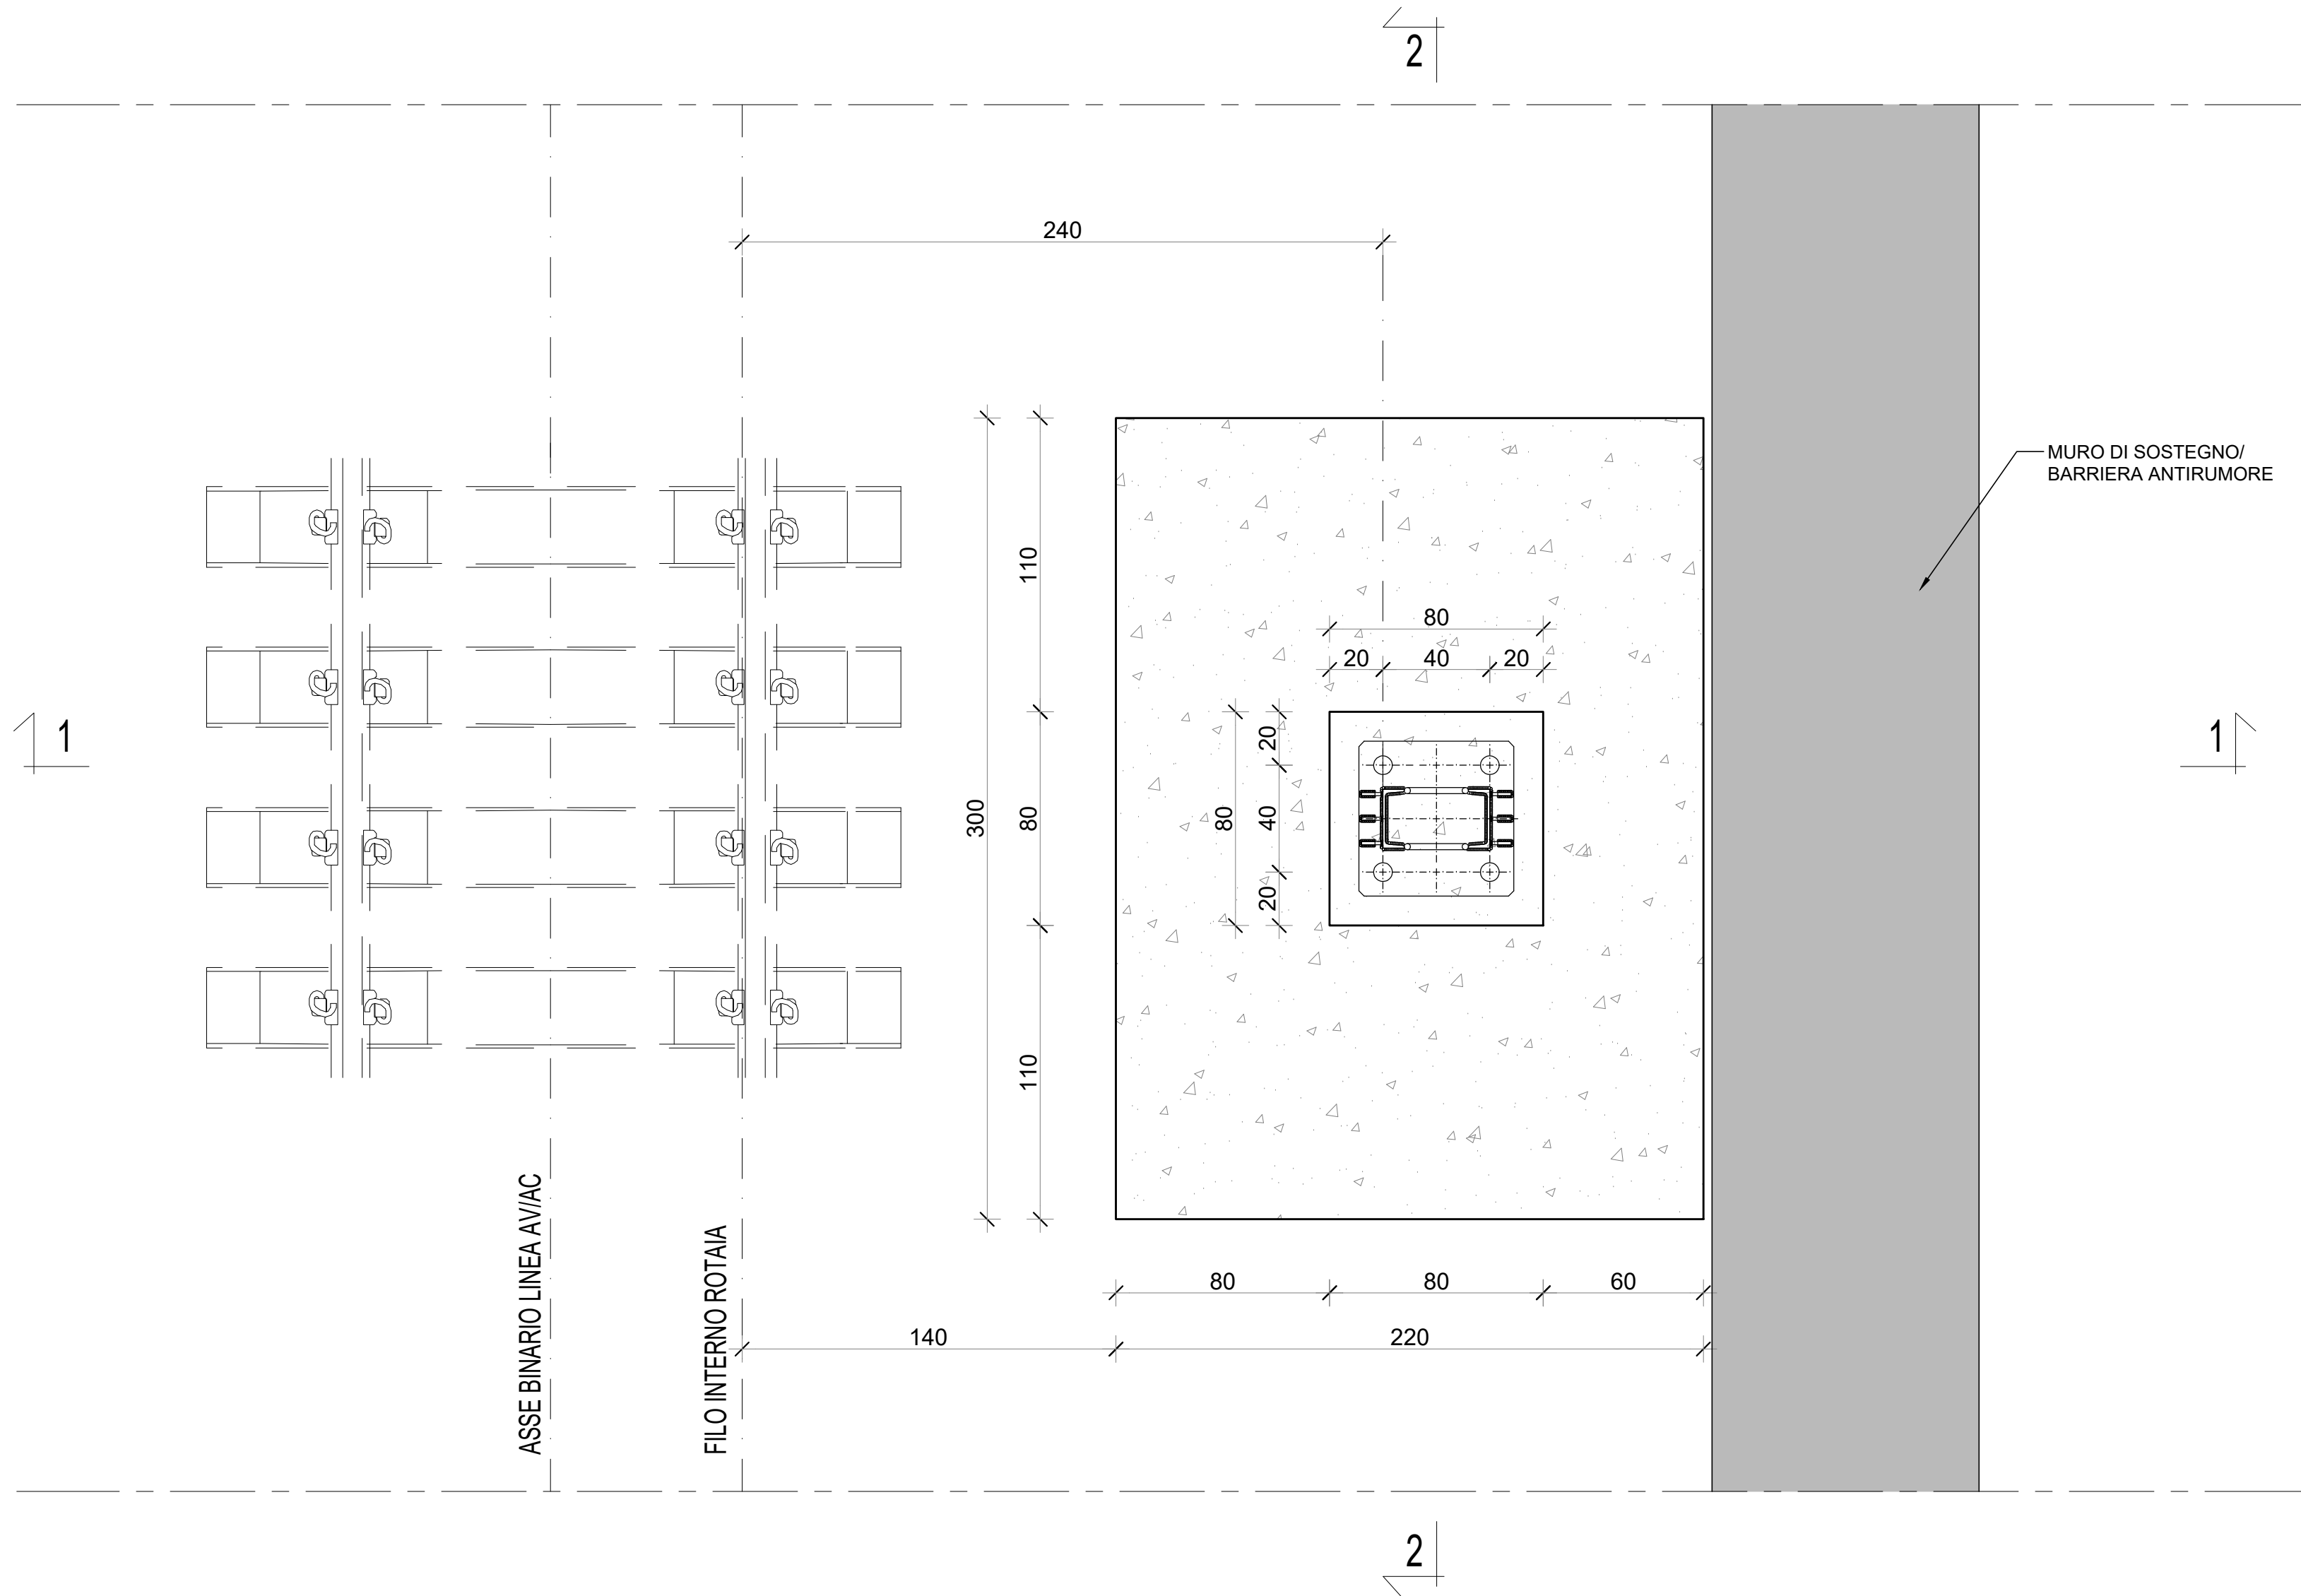 2
240
MURO DI SOSTEGNO/
BARRIERA ANTIRUMORE
110
80
20 40 20
1
1
20
300
80
80
40
20
110
ASSE BINARIO LINEA AV/AC
FILO INTERNO ROTAIA
80 80 60
140 220
2